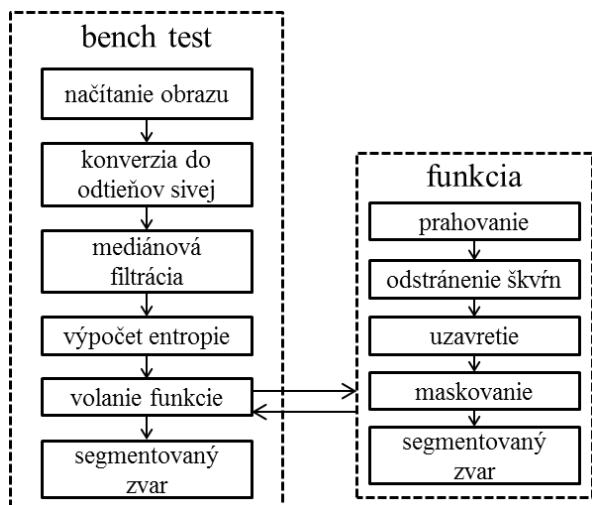 bench test
načítanie obrazu
konverzia do
odtieňov sivej
mediánová
filtrácia
výpočet entropie
volanie funkcie
segmentovaný
zvar
funkcia
prahovanie
odstránenie škvŕn
uzavretie
maskovanie
segmentovaný
zvar